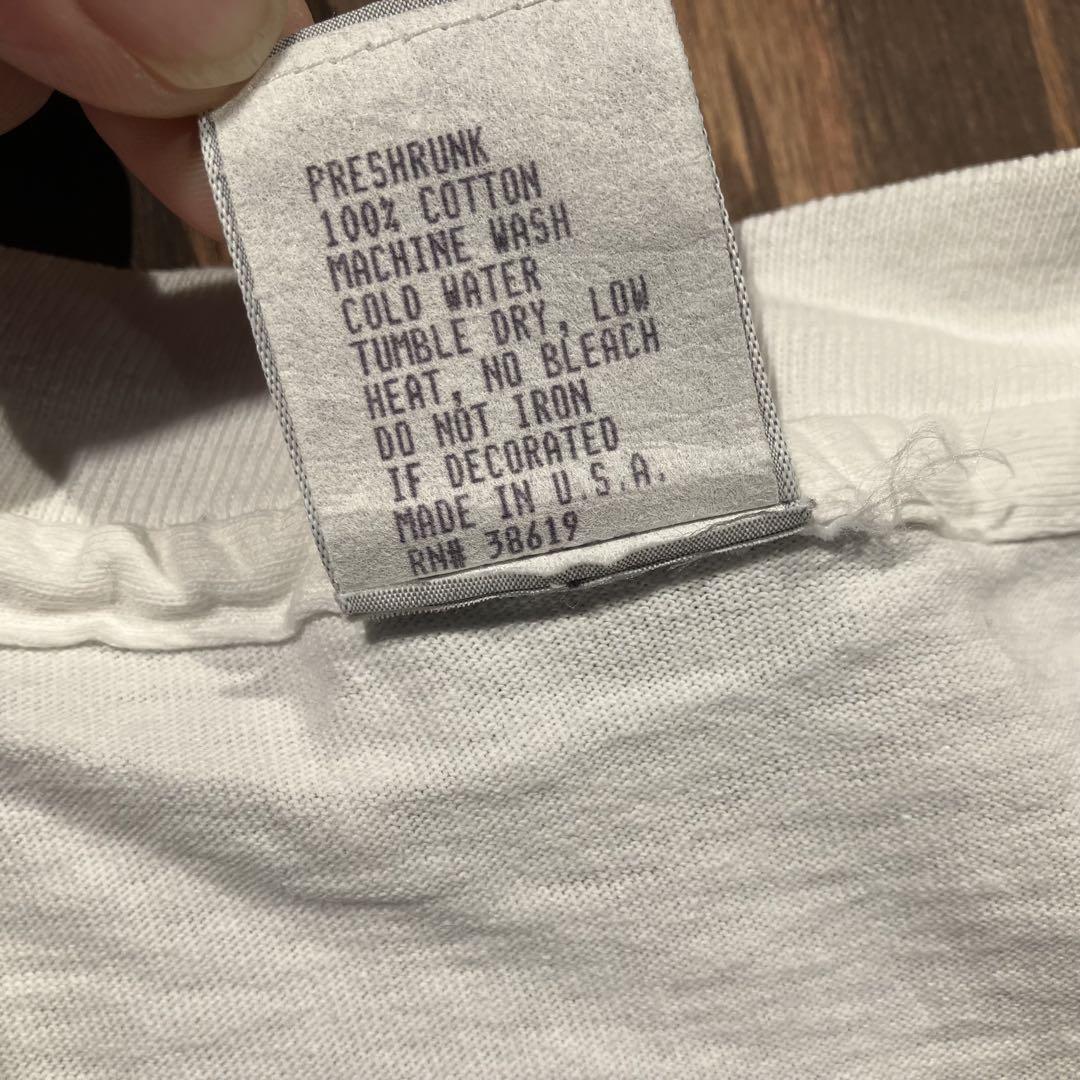 PRESHRUNK
100% COTTON
MACHINE WASH
COLD WATER
TUMBLE DRY, LOW
HEAT, NO BLEACH
DO NOT IRON
IF DECORATED
MADE IN U.S.A.
RN# 38619